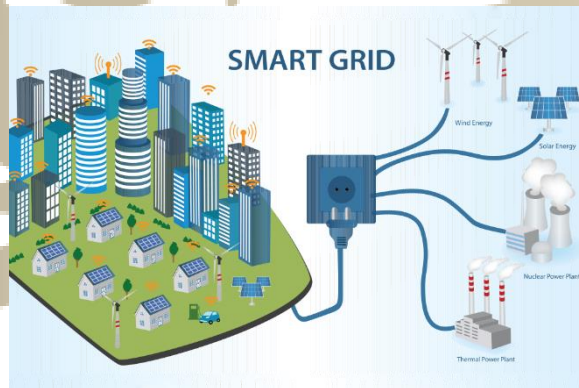 SMART GRID
Wind Energy
Solar Energy
Nuclear Power Plant
Thermal Power Plant